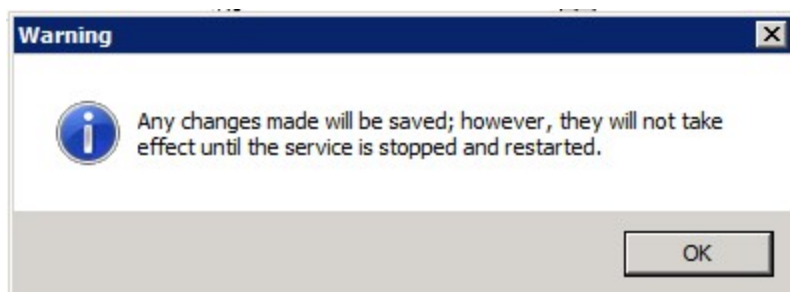 Warning
Any changes made will be saved; however, they will not take
effect until the service is stopped and restarted.
OK